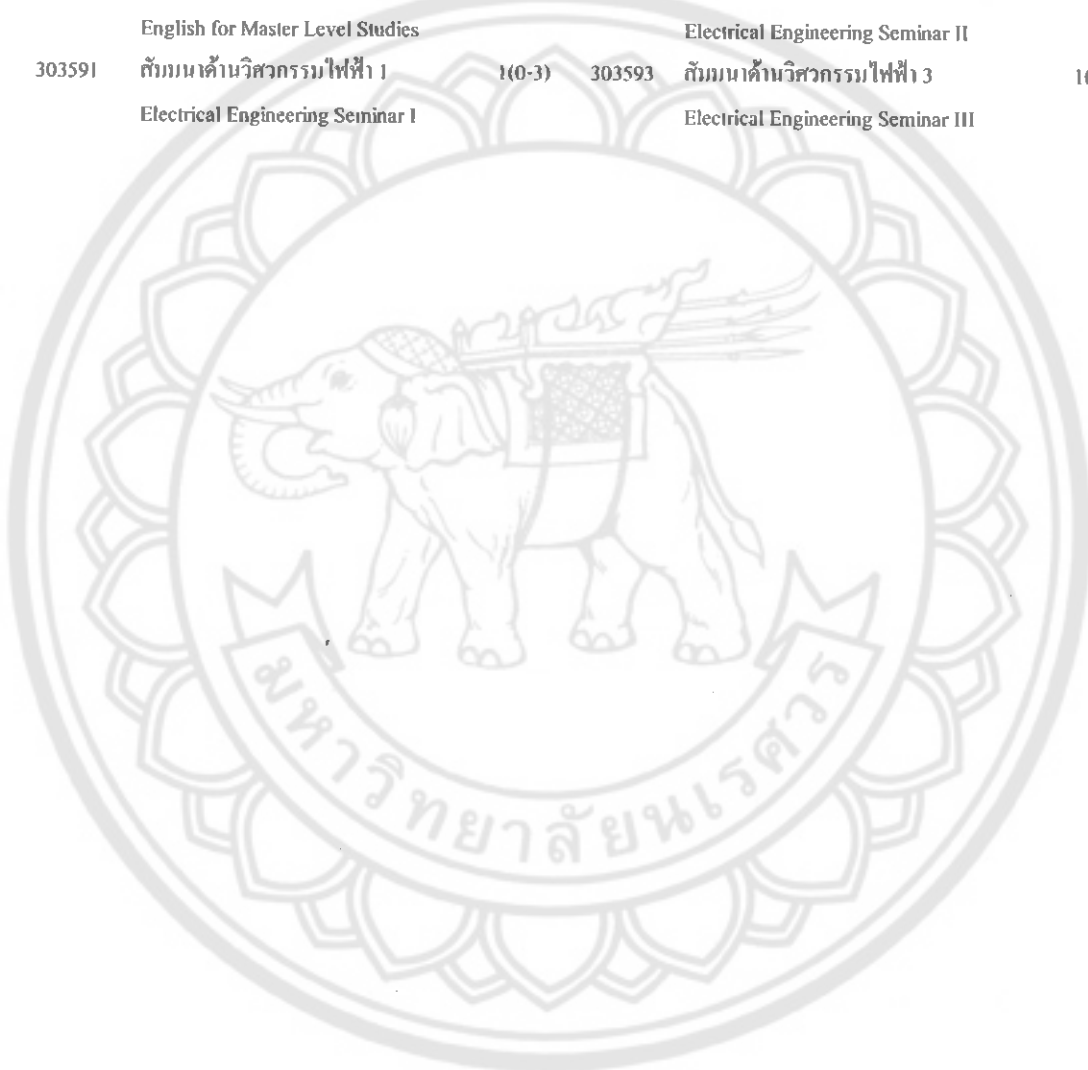 English for Master Level Studies
303591 สัมมนาด้านวิศวกรรมไฟฟ้า 1 1(0-3)
Electrical Engineering Seminar I
Electrical Engineering Seminar II
303593 สัมมนาด้านวิศวกรรมไฟฟ้า 3 1(
Electrical Engineering Seminar III
มหาวิทยาลัยนเรศวร